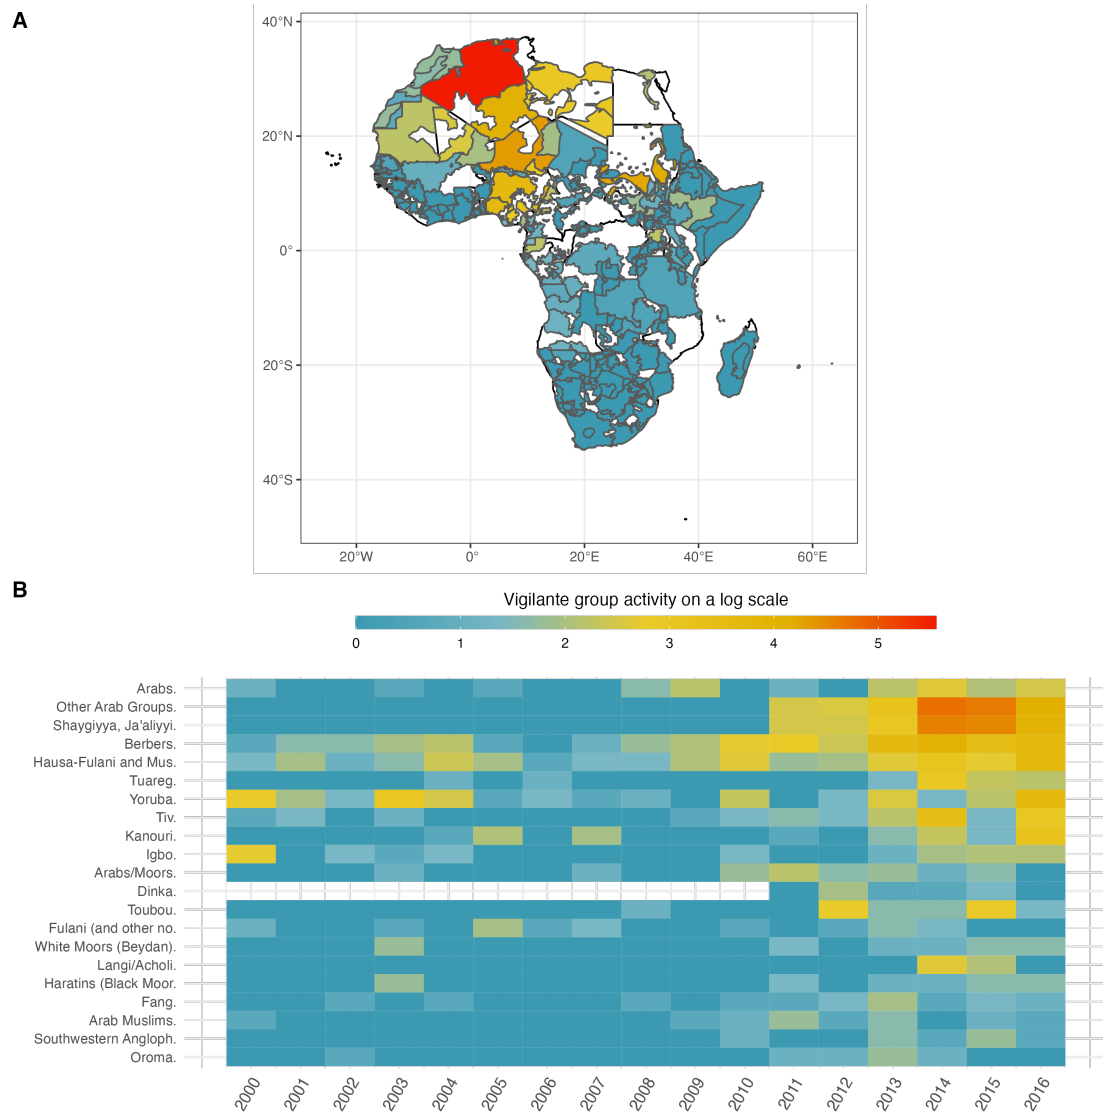 A
40°N
20°N
0°
20°S
40°S
20°W 0° 20°E 40°E 60°E
B
Vigilante group activity on a log scale
0 1 2 3 4 5
Arabs.
Other Arab Groups.
Shaygiyya, Ja'aliyyi.
Berbers.
Hausa-Fulani and Mus.
Tuareg.
Yoruba.
Tiv.
Kanouri.
Igbo.
Arabs/Moors.
Dinka.
Toubou.
Fulani (and other no.
White Moors (Beydan).
Langi/Acholi.
Haratins (Black Moor.
Fang.
Arab Muslims.
Southwestern Angloph.
Oroma.
2000 2001 2002 2003 2004 2005 2006 2007 2008 2009 2010 2011 2012 2013 2014 2015 2016